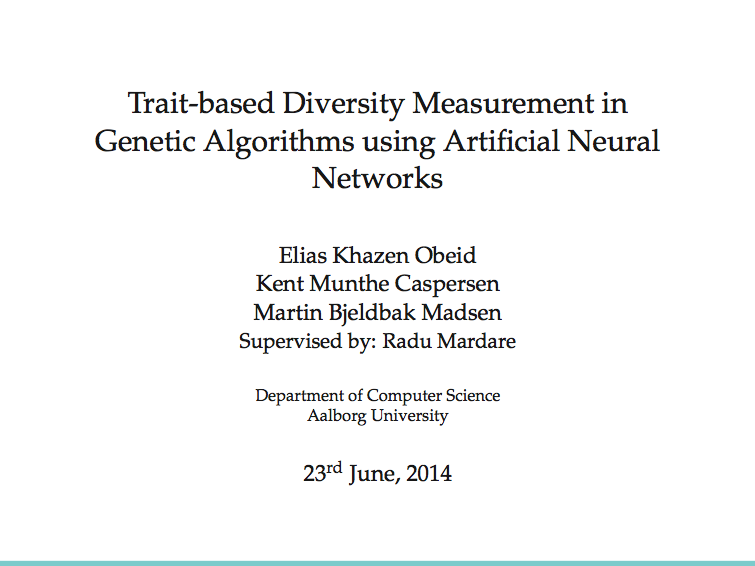 Trait-based Diversity Measurement in
Genetic Algorithms using Artificial Neural
Networks
Elias Khazen Obeid
Kent Munthe Caspersen
Martin Bjeldbak Madsen
Supervised by: Radu Mardare
Department of Computer Science
Aalborg University
23rd June, 2014